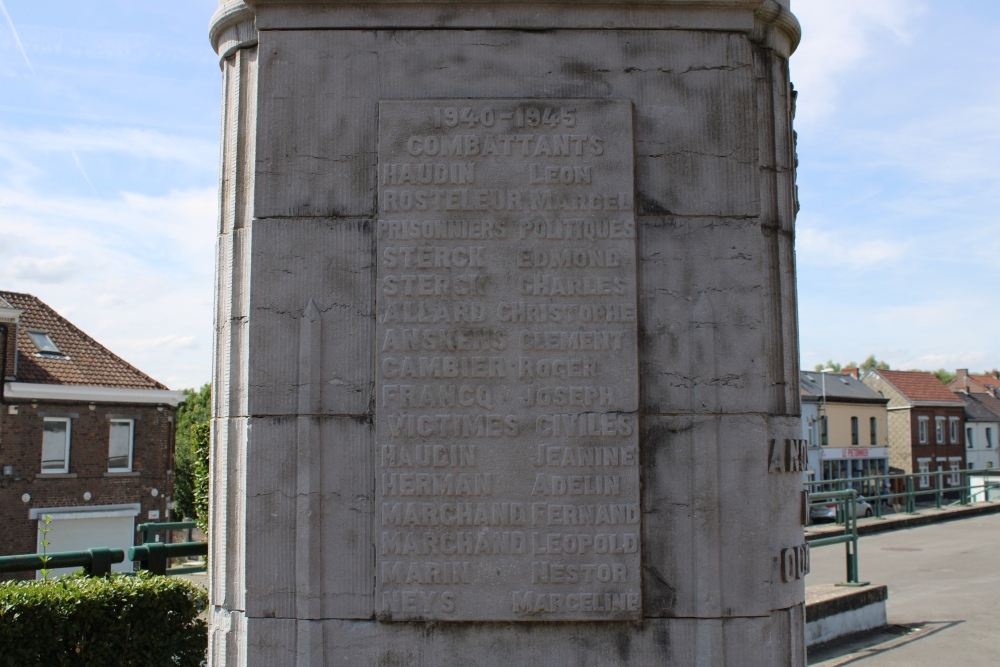 1940-1945
COMBATTANTS
HAUDIN LEON
ROSTELEUR MARCEL
PRISONNIERS POLITIQUES
STERCK EDMOND
STERCK CHARLES
ALLARD CHRISTOPHE
ANSKENS CLEMENT
CAMBIER ROGER
FRANCQ JOSEPH
VICTIMES CIVILES
HAUDIN JEANINE
HERMAN ADELIN
MARCHAND FERNAND
MARCHAND LEOPOLD
MARIN NESTOR
NEYS MARCELINE